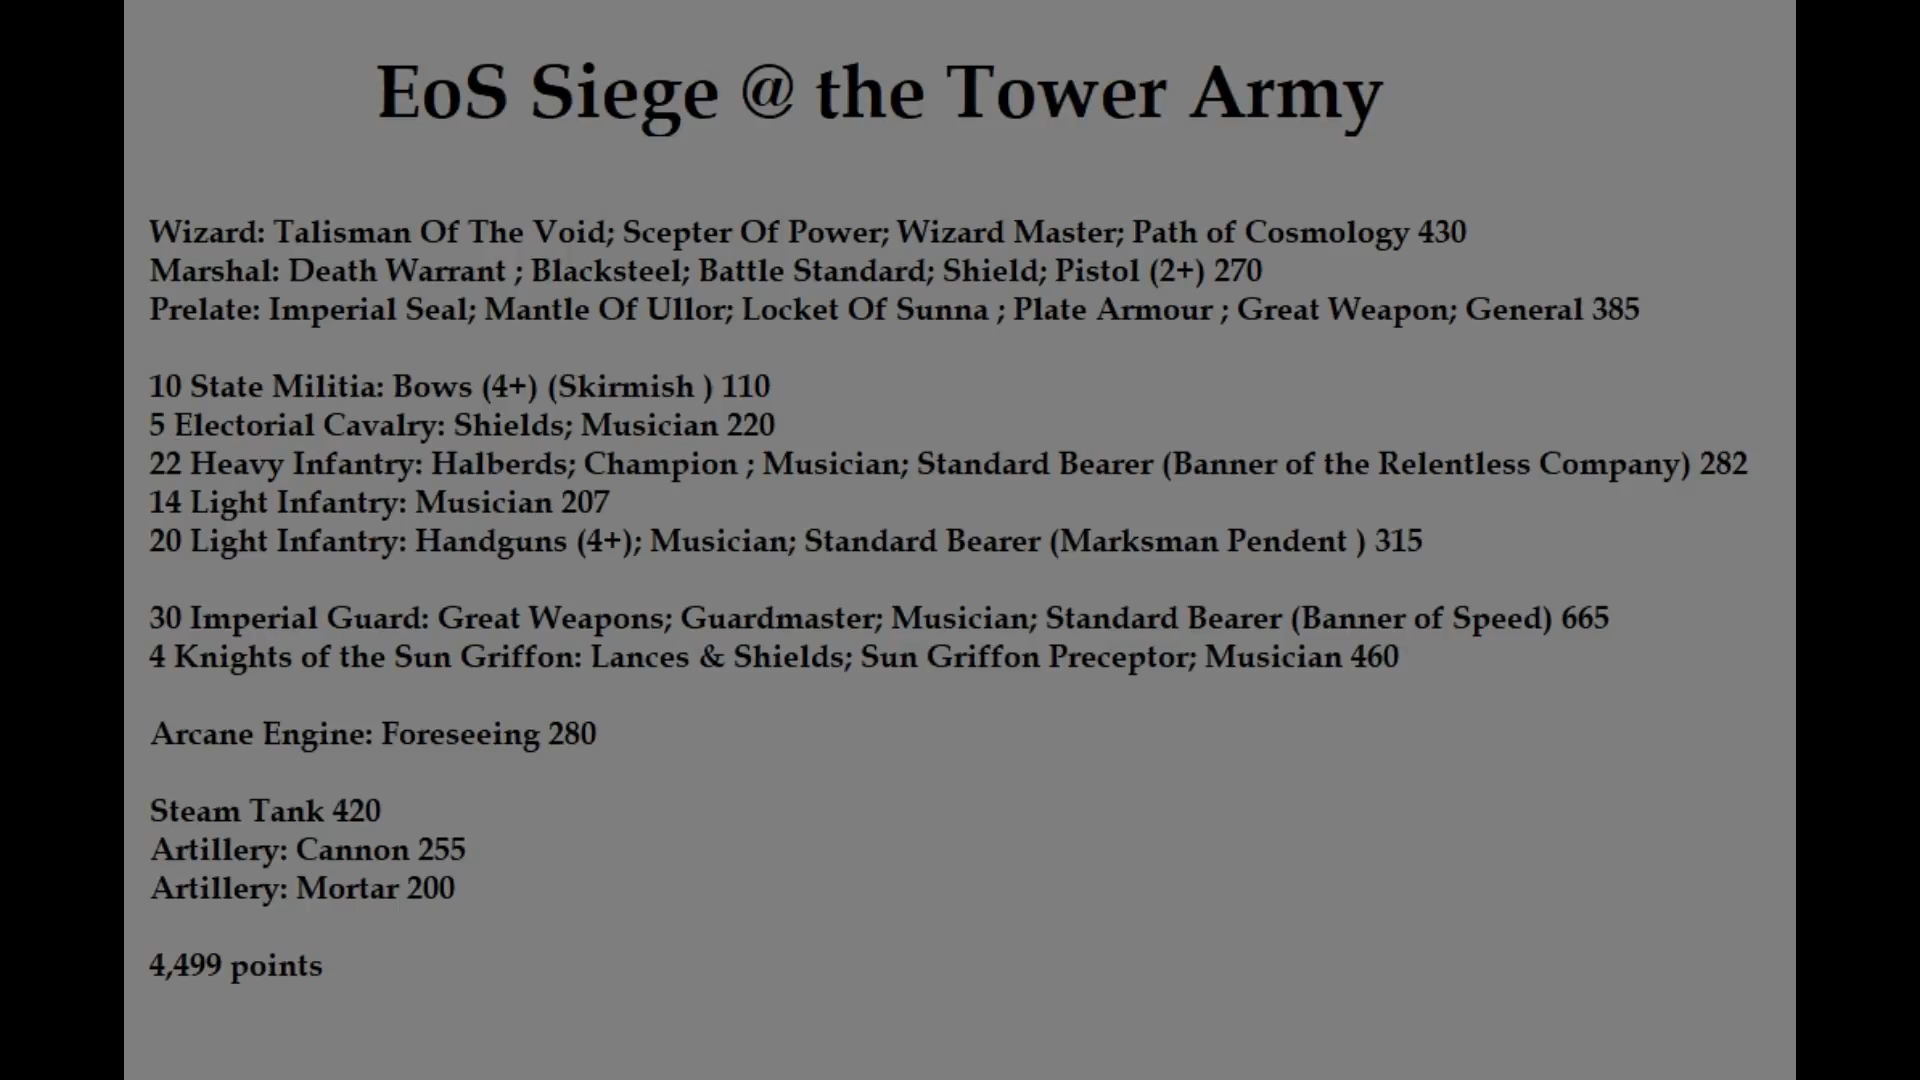 EoS Siege @ the Tower Army
Wizard: Talisman Of The Void; Scepter Of Power; Wizard Master; Path of Cosmology 430
Marshal: Death Warrant ; Blacksteel; Battle Standard; Shield; Pistol (2+) 270
Prelate: Imperial Seal; Mantle Of Ullor; Locket Of Sunna ; Plate Armour ; Great Weapon; General 385
10 State Militia: Bows (4+) (Skirmish ) 110
5 Electorial Cavalry: Shields; Musician 220
22 Heavy Infantry: Halberds; Champion ; Musician; Standard Bearer (Banner of the Relentless Company) 282
14 Light Infantry: Musician 207
20 Light Infantry: Handguns (4+); Musician; Standard Bearer (Marksman Pendent ) 315
30 Imperial Guard: Great Weapons; Guardmaster; Musician; Standard Bearer (Banner of Speed) 665
4 Knights of the Sun Griffon: Lances & Shields; Sun Griffon Preceptor; Musician 460
Arcane Engine: Foreseeing 280
Steam Tank 420
Artillery: Cannon 255
Artillery: Mortar 200
4,499 points